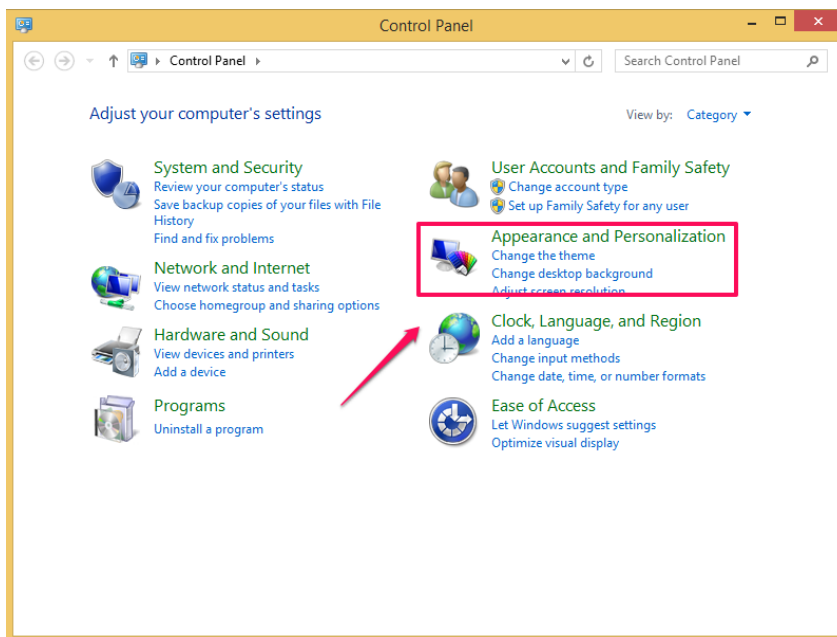 Control Panel
Control Panel
Search Control Panel
Adjust your computer's settings
View by: Category
System and Security
Review your computer's status
Save backup copies of your files with File
History
Find and fix problems
Network and Internet
View network status and tasks
Choose homegroup and sharing options
Hardware and Sound
View devices and printers
Add a device
Programs
Uninstall a program
User Accounts and Family Safety
Change account type
Set up Family Safety for any user
Appearance and Personalization
Change the theme
Change desktop background
Adjust screen resolution
Clock, Language, and Region
Add a language
Change input methods
Change date, time, or number formats
Ease of Access
Let Windows suggest settings
Optimize visual display